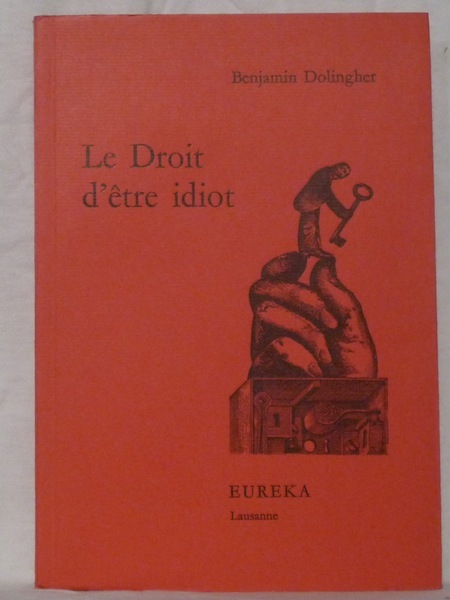 Benjamin Dolingher
Le Droit
d'être idiot
EUREKA
Lausanne